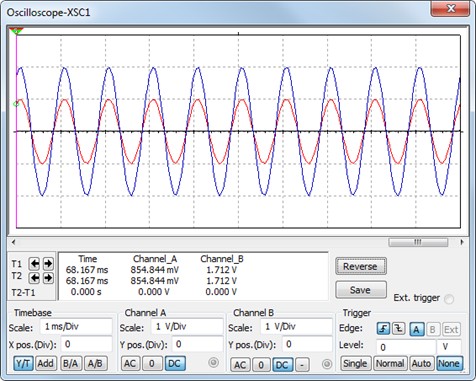 Oscilloscope-XSC1
Time Channel_A Channel_B
T1 68.167 ms 854.844 mV 1.712 V
T2 68.167 ms 854.844 mV 1.712 V
T2-T1 0.000 s 0.000 V 0.000 V
Reverse
Save
Ext. trigger
Timebase Channel A Channel B Trigger
Scale: 1 ms/Div Scale: 1 V/Div Scale: 1 V/Div Edge: A B Ext
X pos.(Div): 0 Y pos.(Div): 0 Y pos.(Div): 0 Level: 0 V
Y/T Add B/A A/B AC 0 DC AC 0 DC - Single Normal Auto None